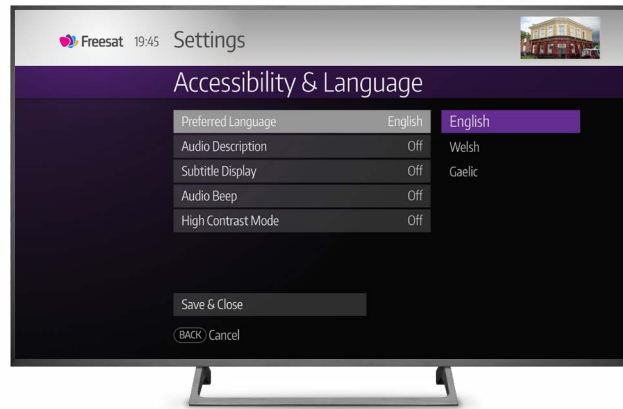 Freesat 19:45 Settings
Accessibility & Language
Preferred Language English English
Audio Description Off Welsh
Subtitle Display Off Gaelic
Audio Beep Off
High Contrast Mode Off
Save & Close
BACK Cancel